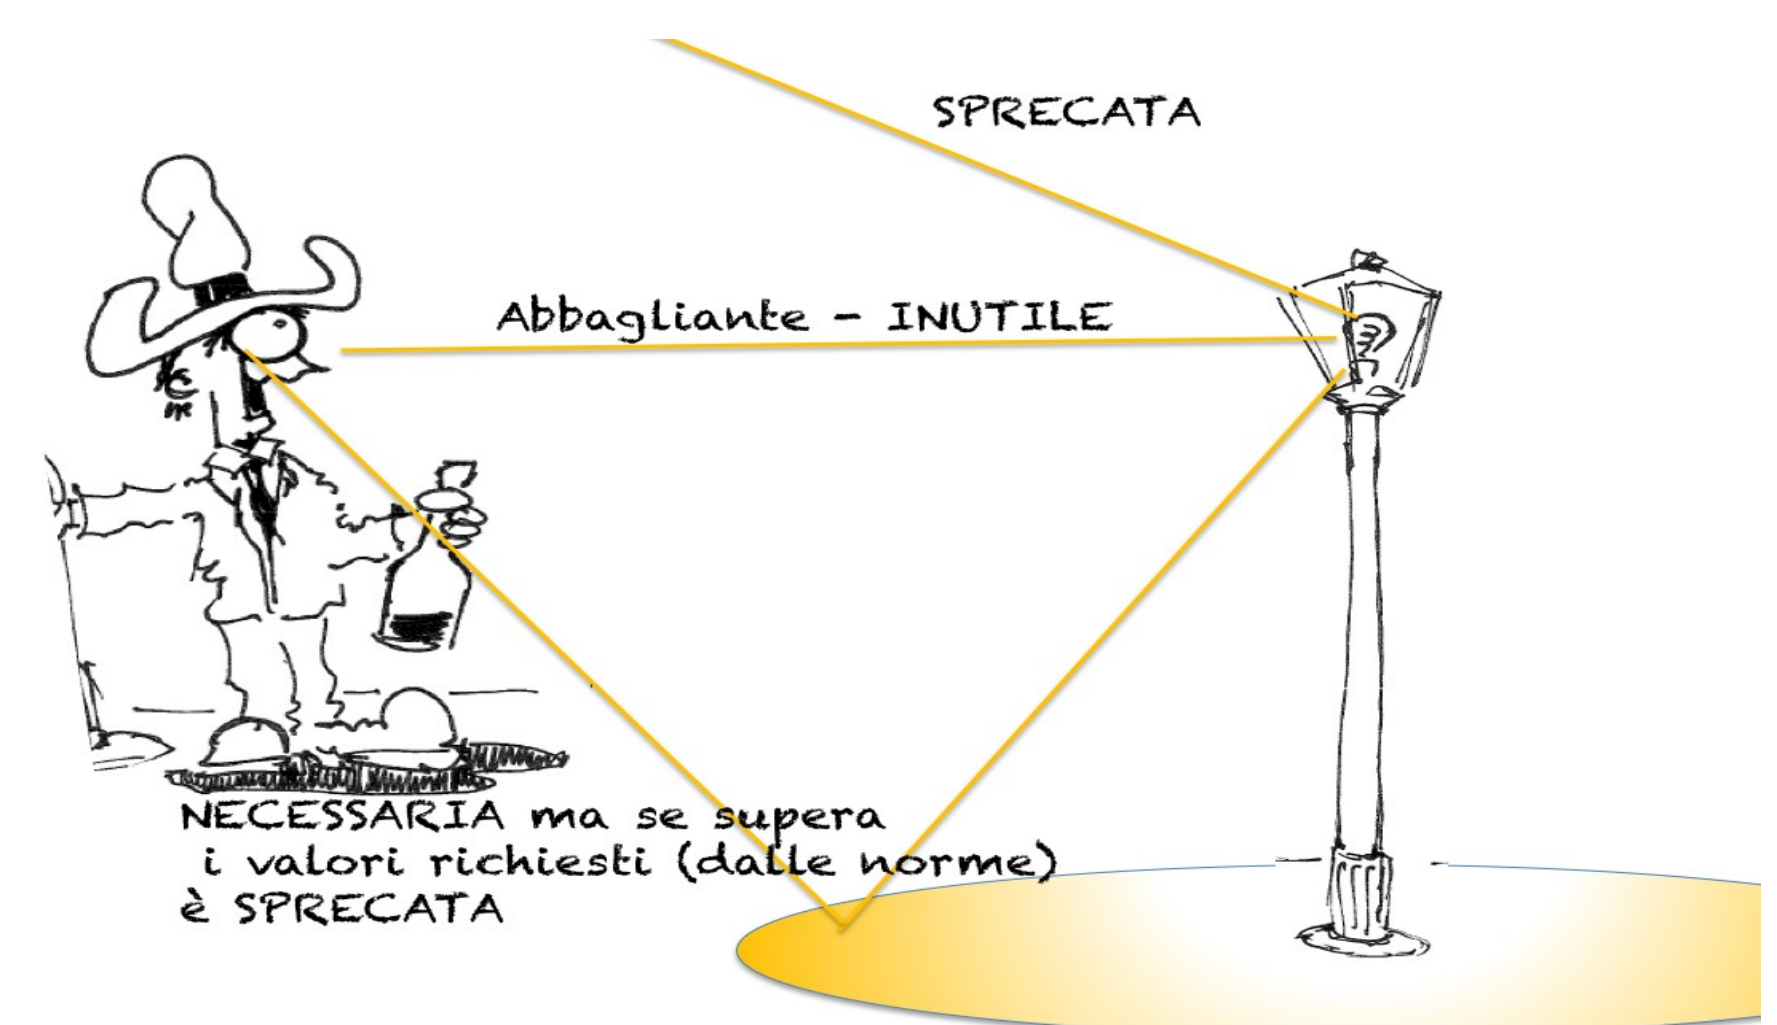 SPRECATA
Abbagliante - INUTILE
NECESSARIA ma se supera
i valori richiesti (dalle norme)
è SPRECATA